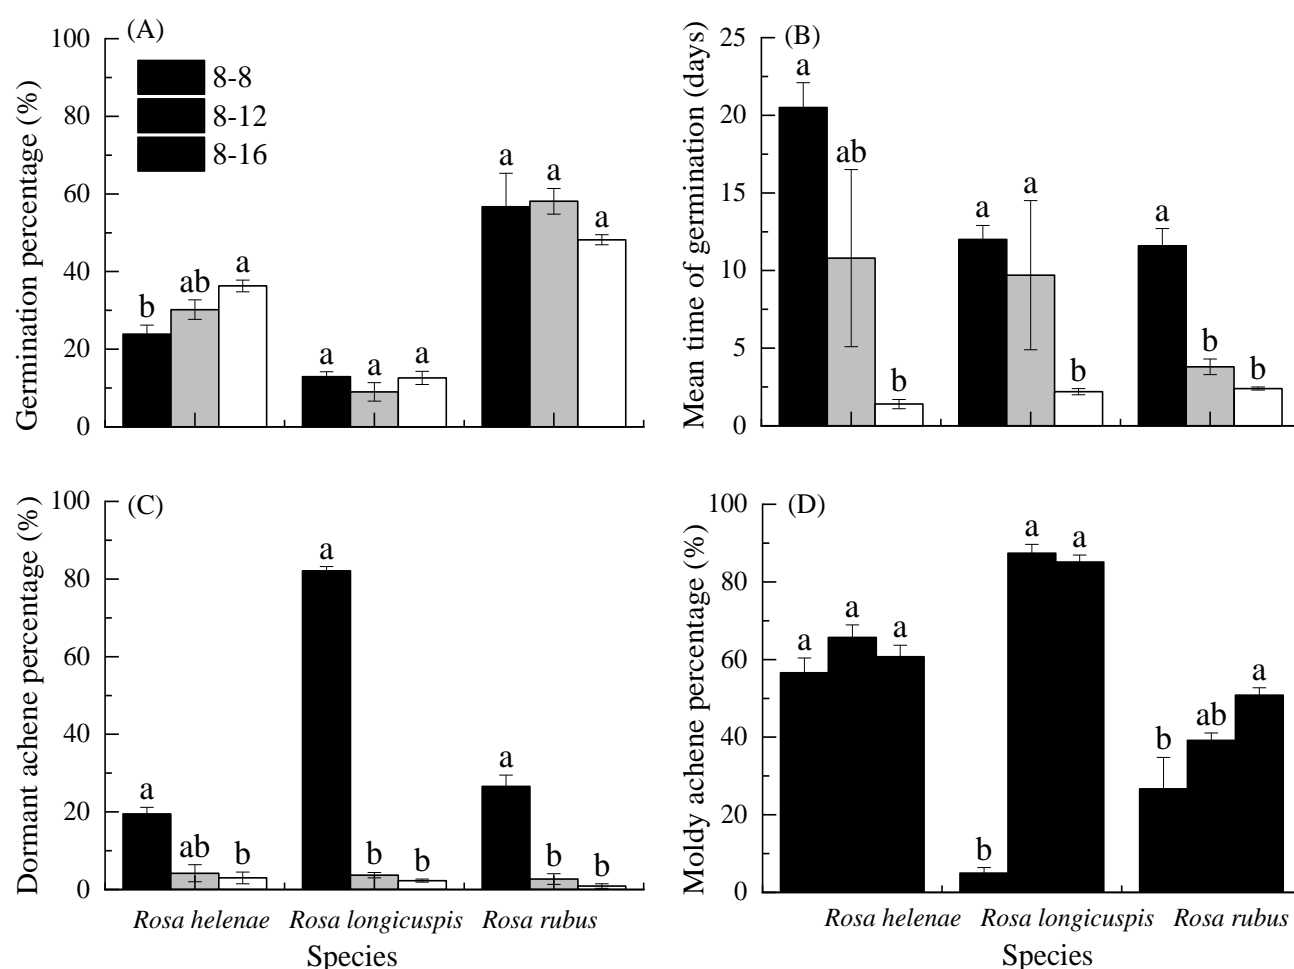 (A)
Germination percentage (%)
100
80
60
40
20
0
8-8
8-12
8-16
b
ab
a
a
a
a
a
a
a
(B)
Mean time of germination (days)
25
20
15
10
5
0
a
ab
b
a
a
b
a
b
b
(C)
Dormant achene percentage (%)
100
80
60
40
20
0
a
ab
b
a
b
b
a
b
b
Rosa helenae Rosa longicuspis Rosa rubus
Species
(D)
Moldy achene percentage (%)
100
80
60
40
20
0
a
a
a
b
a
a
b
ab
a
Rosa helenae Rosa longicuspis Rosa rubus
Species